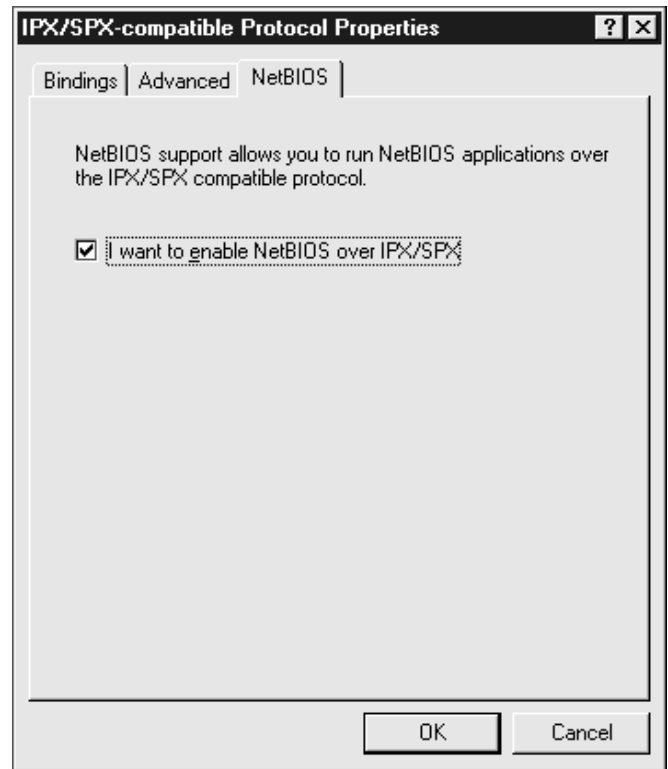 IPX/SPX-compatible Protocol Properties ? X
Bindings Advanced NetBIOS
NetBIOS support allows you to run NetBIOS applications over
the IPX/SPX compatible protocol.
I want to enable NetBIOS over IPX/SPX
OK Cancel